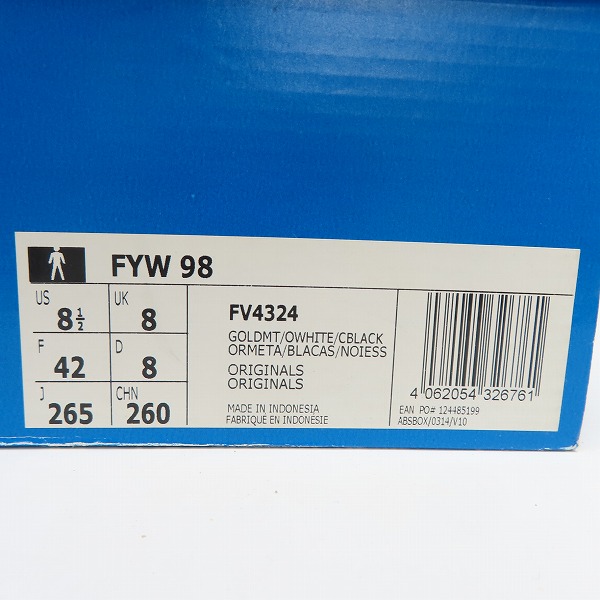 FYW 98
US 8½ UK 8
F 42 D 8
J 265 CHN 260
FV4324
GOLDMT/OWHITE/CBLACK
ORMETA/BLACAS/NOIESS
ORIGINALS
ORIGINALS
MADE IN INDONESIA
FABRIQUE EN INDONESIE
4 062054 326761
EAN PO# 124485199
ABSBOX/0314/V10